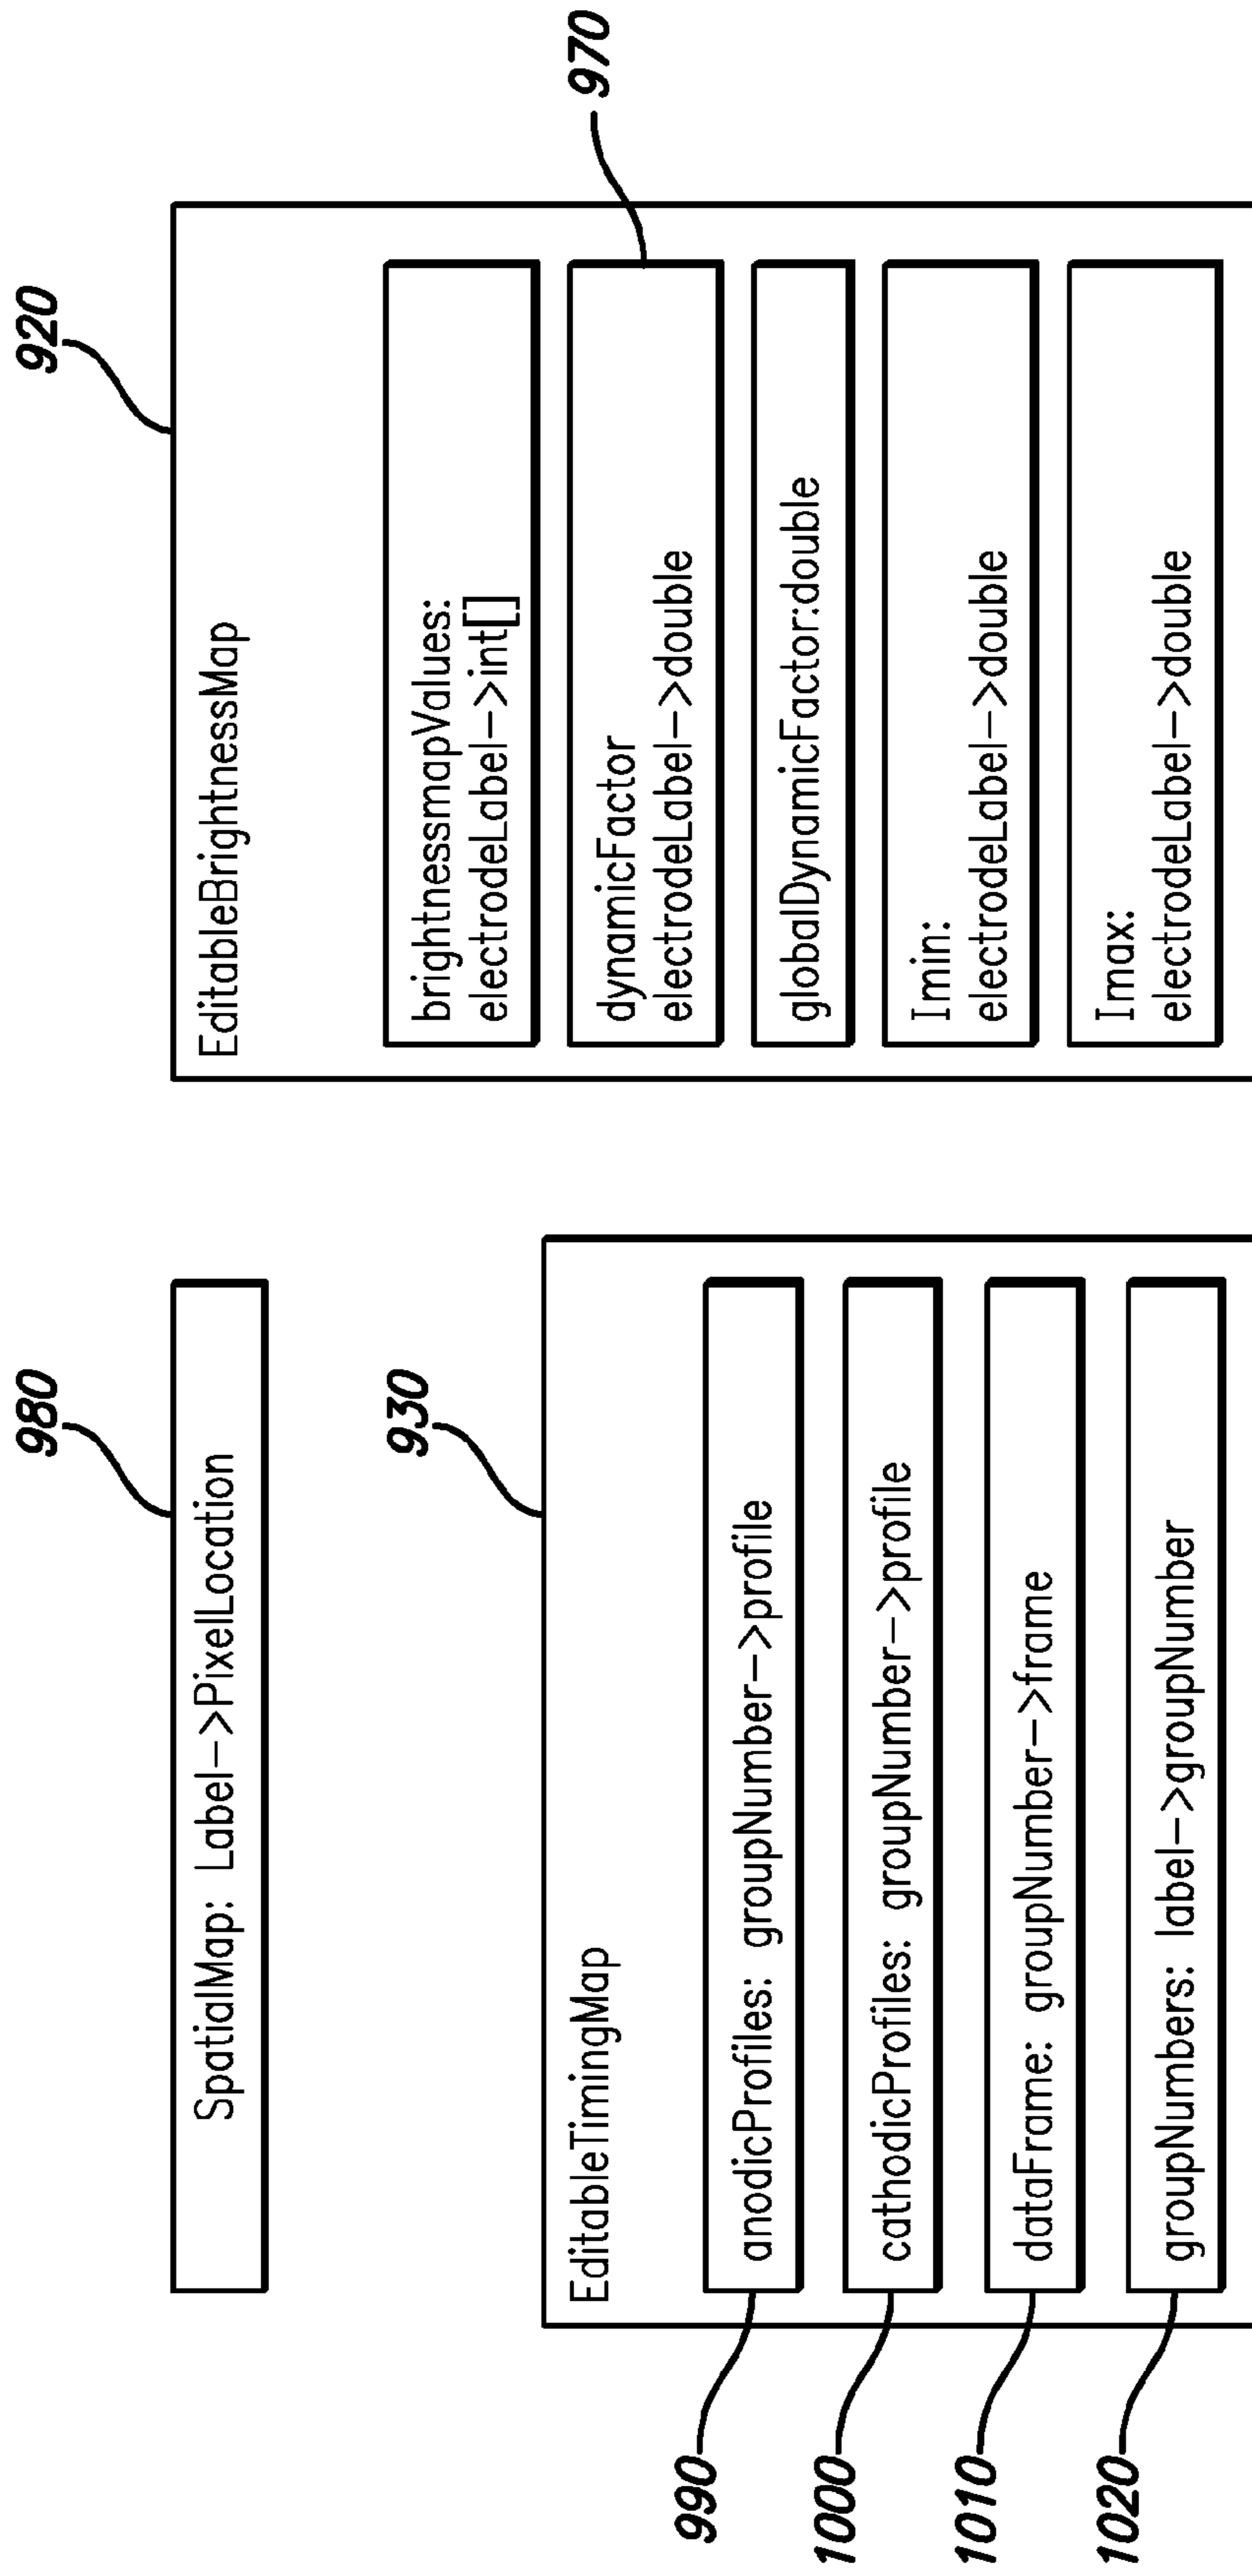 980
SpatialMap: Label->PixelLocation
930
EditableTimingMap
990
anodicProfiles: groupNumber->profile
1000
cathodicProfiles: groupNumber->profile
1010
dataFrame: groupNumber->frame
1020
groupNumbers: label->groupNumber
920
EditableBrightnessMap
brightnessmapValues:
electrodeLabel->int[]
970
dynamicFactor
electrodeLabel->double
globalDynamicFactor:double
Imin:
electrodeLabel->double
Imax:
electrodeLabel->double